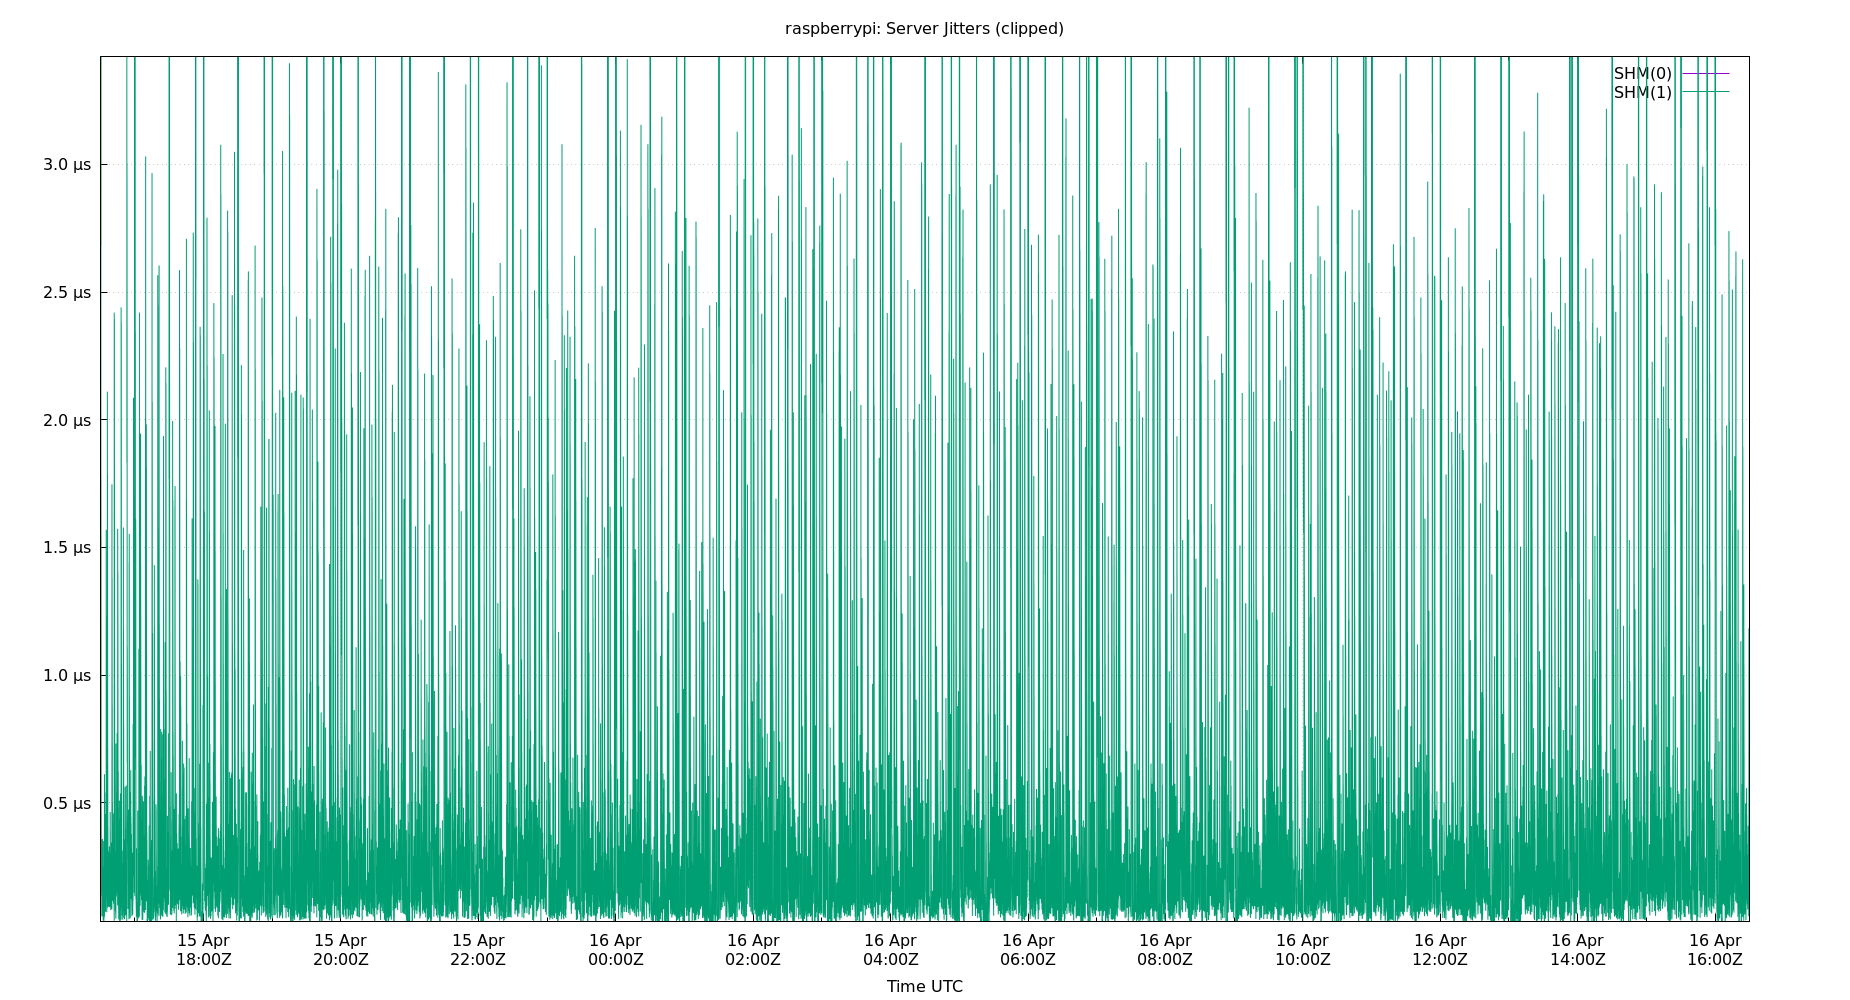 raspberrypi: Server Jitters (clipped)
SHM(0)
SHM(1)
3.0 µs
2.5 µs
2.0 µs
1.5 µs
1.0 µs
0.5 µs
15 Apr 15 Apr 15 Apr 16 Apr 16 Apr 16 Apr 16 Apr 16 Apr 16 Apr 16 Apr 16 Apr 16 Apr
18:00Z 20:00Z 22:00Z 00:00Z 02:00Z 04:00Z 06:00Z 08:00Z 10:00Z 12:00Z 14:00Z 16:00Z
Time UTC